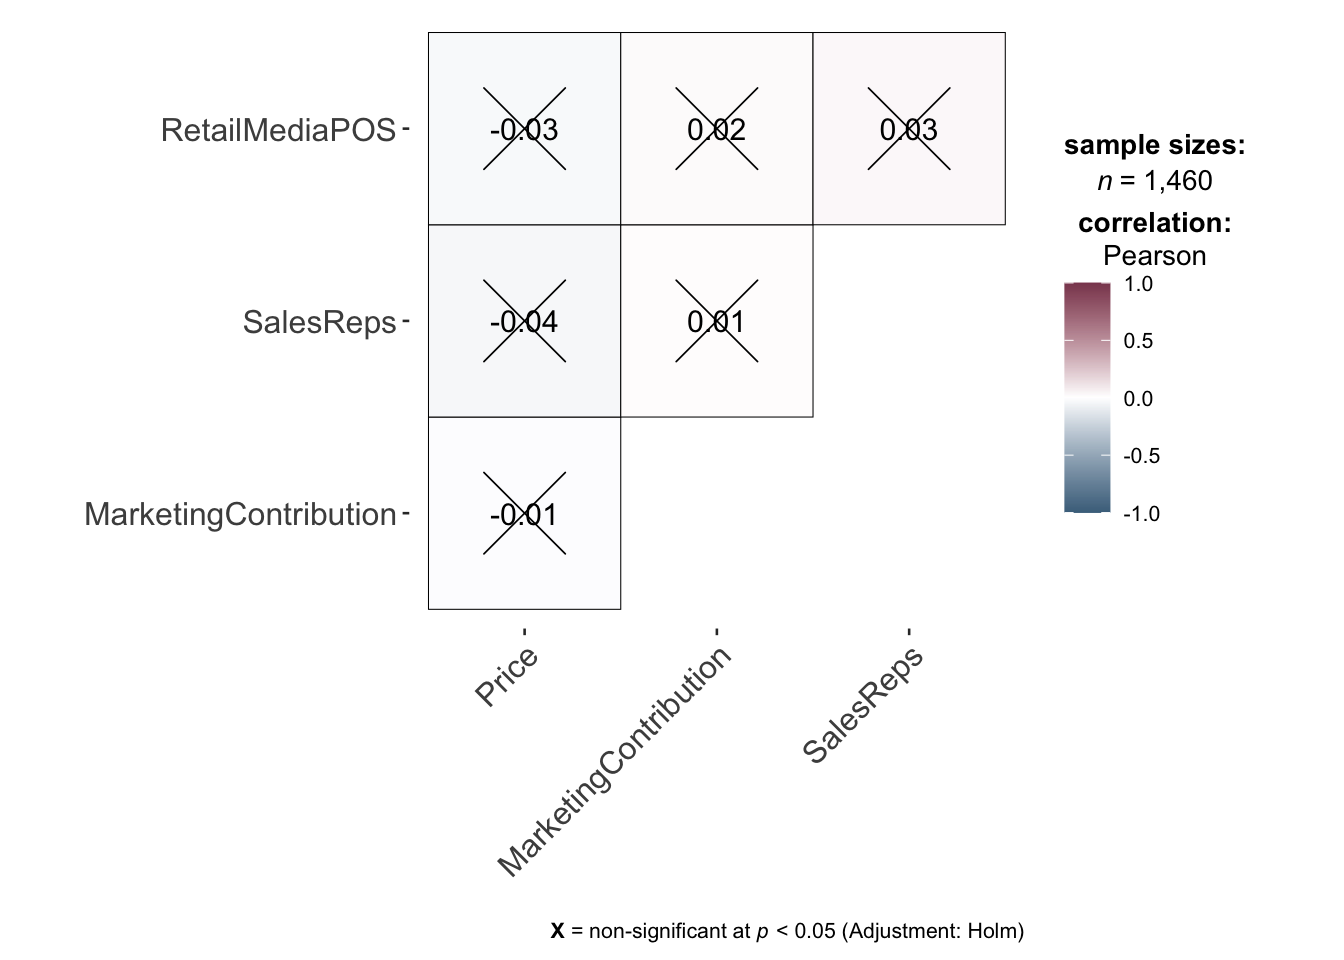 RetailMediaPOS
-0.03 0.02 0.03
SalesReps
-0.04 0.01
MarketingContribution
-0.01
Price
MarketingContribution
SalesReps
sample sizes:
n = 1,460
correlation:
Pearson
1.0
0.5
0.0
-0.5
-1.0
X = non-significant at p < 0.05 (Adjustment: Holm)